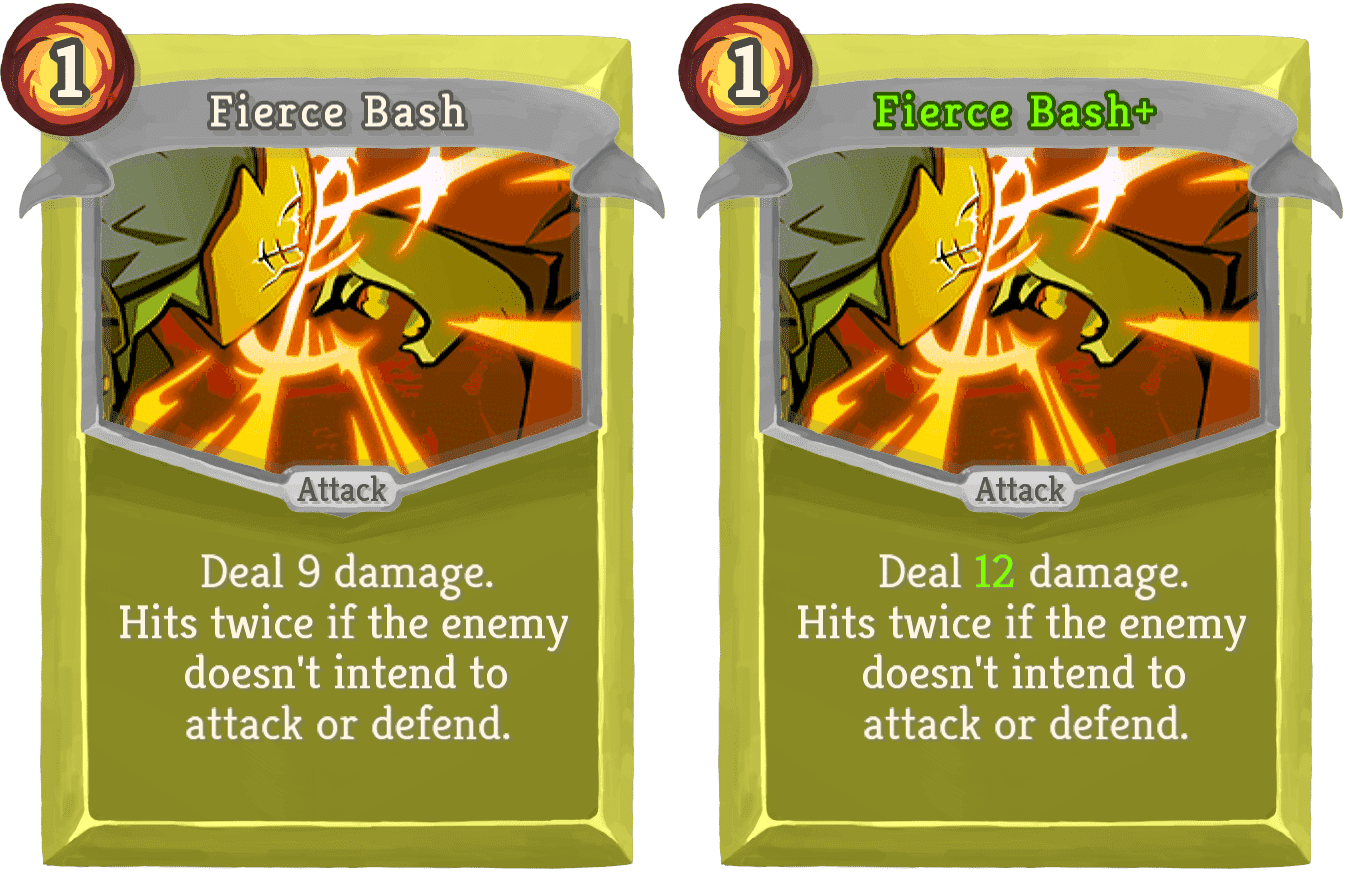 1
Fierce Bash
Attack
Deal 9 damage.
Hits twice if the enemy
doesn't intend to
attack or defend.
1
Fierce Bash+
Attack
Deal 12 damage.
Hits twice if the enemy
doesn't intend to
attack or defend.